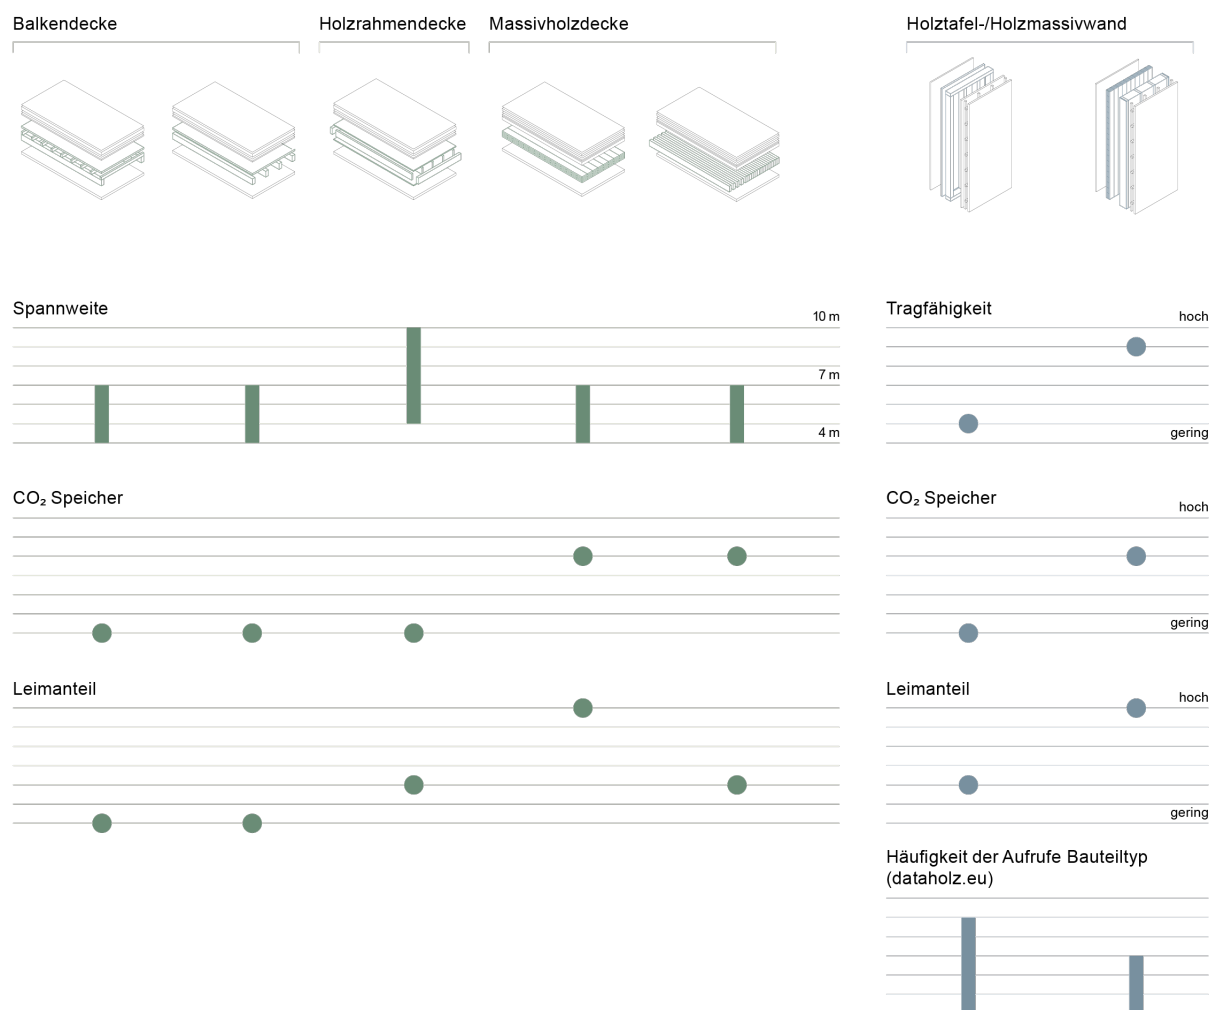 Balkendecke
Holzrahmendecke
Massivholzdecke
Holztafel-/Holzmassivwand
Spannweite
10 m
7 m
4 m
Tragfähigkeit
hoch
gering
CO₂ Speicher
CO₂ Speicher
hoch
gering
Leimanteil
Leimanteil
hoch
gering
Häufigkeit der Aufrufe Bauteiltyp
(dataholz.eu)